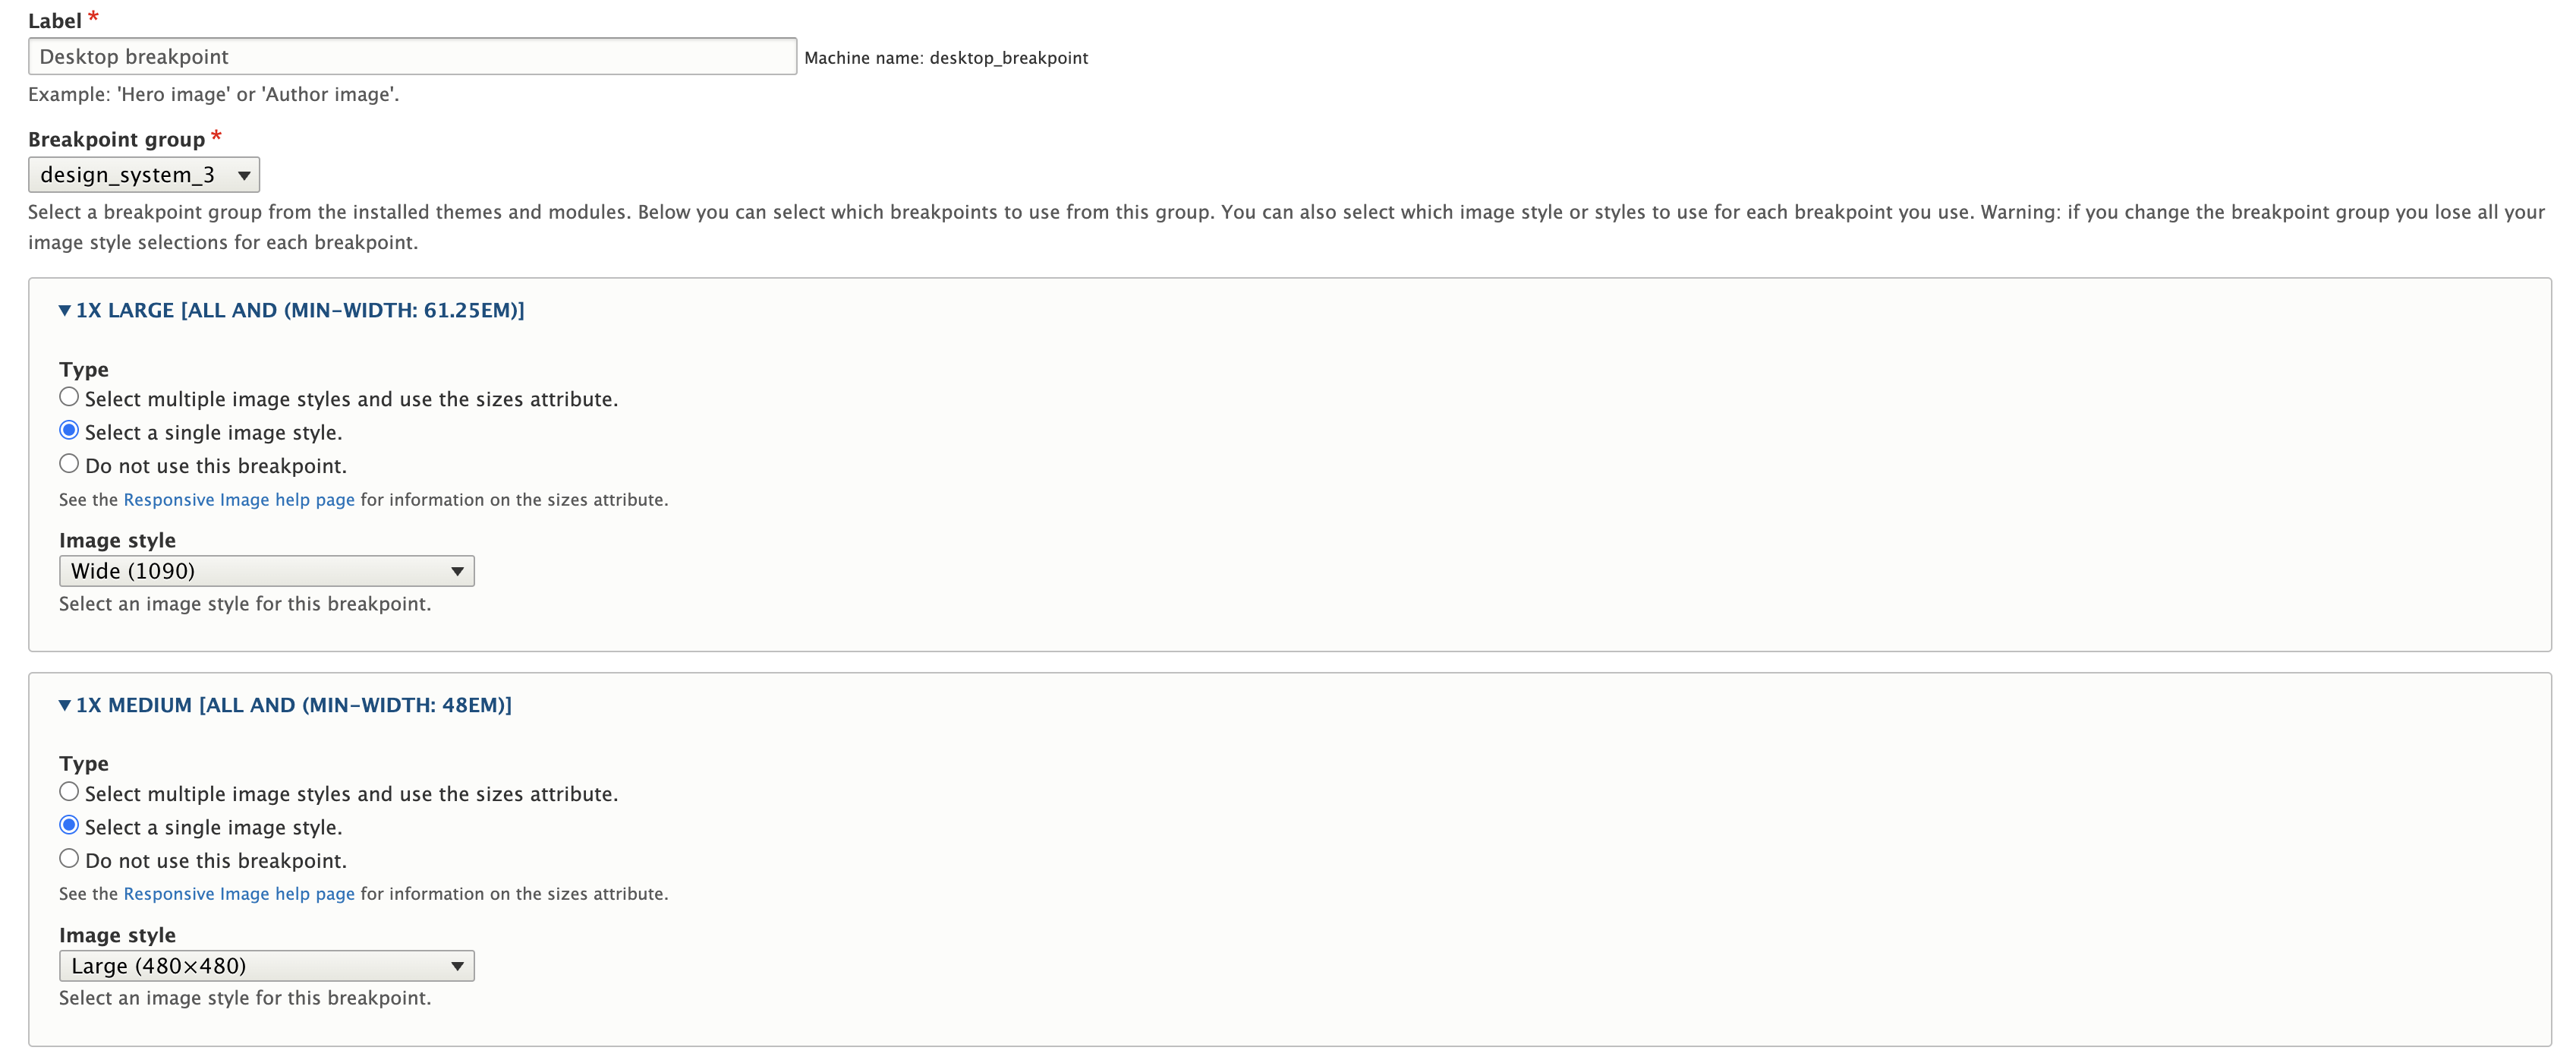 Label *
Desktop breakpoint
Machine name: desktop_breakpoint
Example: 'Hero image' or 'Author image'.
Breakpoint group *
design_system_3
Select a breakpoint group from the installed themes and modules. Below you can select which breakpoints to use from this group. You can also select which image style or styles to use for each breakpoint you use. Warning: if you change the breakpoint group you lose all your
image style selections for each breakpoint.
1X LARGE [ALL AND (MIN-WIDTH: 61.25EM)]
Type
Select multiple image styles and use the sizes attribute.
Select a single image style.
Do not use this breakpoint.
See the Responsive Image help page for information on the sizes attribute.
Image style
Wide (1090)
Select an image style for this breakpoint.
1X MEDIUM [ALL AND (MIN-WIDTH: 48EM)]
Type
Select multiple image styles and use the sizes attribute.
Select a single image style.
Do not use this breakpoint.
See the Responsive Image help page for information on the sizes attribute.
Image style
Large (480×480)
Select an image style for this breakpoint.